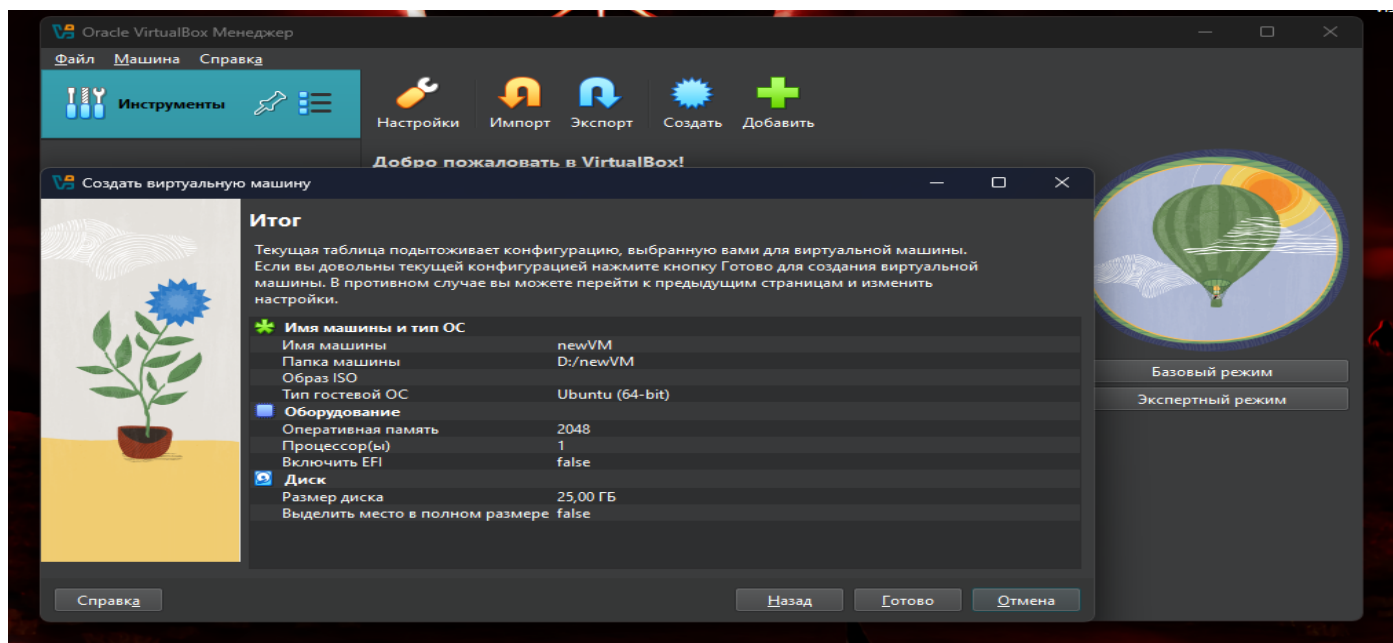 Oracle VirtualBox Менеджер
Файл Машина Справка
Инструменты
Настройки Импорт Экспорт Создать Добавить
Добро пожаловать в VirtualBox!
Создать виртуальную машину
Итог
Текущая таблица подытоживает конфигурацию, выбранную вами для виртуальной машины.
Если вы довольны текущей конфигурацией нажмите кнопку Готово для создания виртуальной
машины. В противном случае вы можете перейти к предыдущим страницам и изменить
настройки.
Имя машины и тип ОС
Имя машины newVM
Папка машины D:/newVM
Образ ISO
Тип гостевой ОС Ubuntu (64-bit)
Оборудование
Оперативная память 2048
Процессор(ы) 1
Включить EFI false
Диск
Размер диска 25,00 ГБ
Выделить место в полном размере false
Базовый режим
Экспертный режим
Справка Назад Готово Отмена